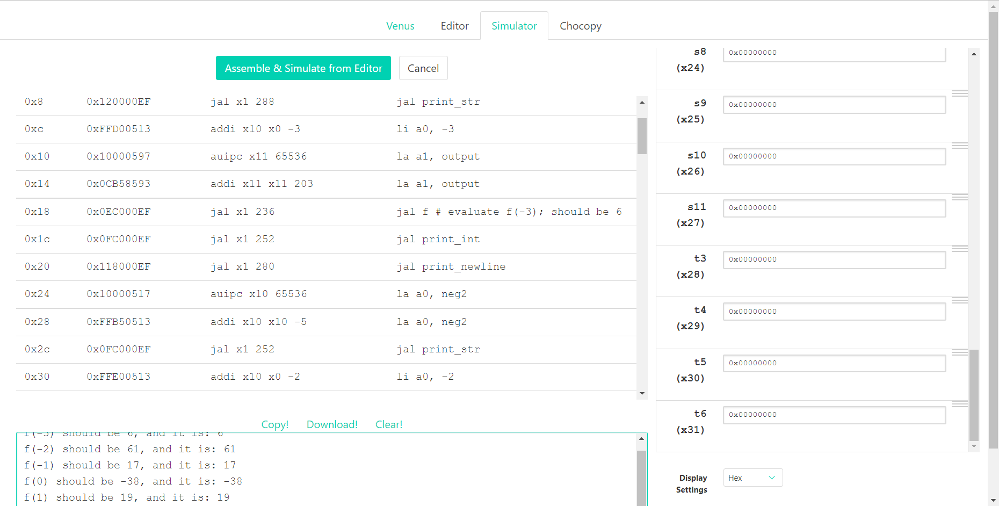 Venus Editor Simulator Chocopy
Assemble & Simulate from Editor Cancel
0x8 0x120000EF jal x1 288 jal print_str
0xc 0xFFD00513 addi x10 x0 -3 li a0, -3
0x10 0x10000597 auipc x11 65536 la a1, output
0x14 0x0CB58593 addi x11 x11 203 la a1, output
0x18 0x0EC000EF jal x1 236 jal f # evaluate f(-3); should be 6
0x1c 0x0FC000EF jal x1 252 jal print_int
0x20 0x118000EF jal x1 280 jal print_newline
0x24 0x10000517 auipc x10 65536 la a0, neg2
0x28 0xFFB50513 addi x10 x10 -5 la a0, neg2
0x2c 0x0FC000EF jal x1 252 jal print_str
0x30 0xFFE00513 addi x10 x0 -2 li a0, -2
Copy! Download! Clear!
f(-3) should be 6, and it is: 6
f(-2) should be 61, and it is: 61
f(-1) should be 17, and it is: 17
f(0) should be -38, and it is: -38
f(1) should be 19, and it is: 19
s8 0x00000000
(x24)
s9 0x00000000
(x25)
s10 0x00000000
(x26)
s11 0x00000000
(x27)
t3 0x00000000
(x28)
t4 0x00000000
(x29)
t5 0x00000000
(x30)
t6 0x00000000
(x31)
Display Hex
Settings